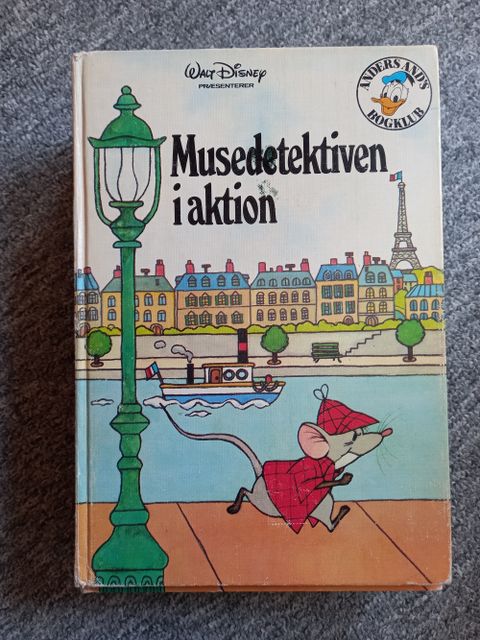 WALT DISNEY
PRÆSENTERER
ANDERS AND'S
BOGKLUB
Musedetektiven
i aktion